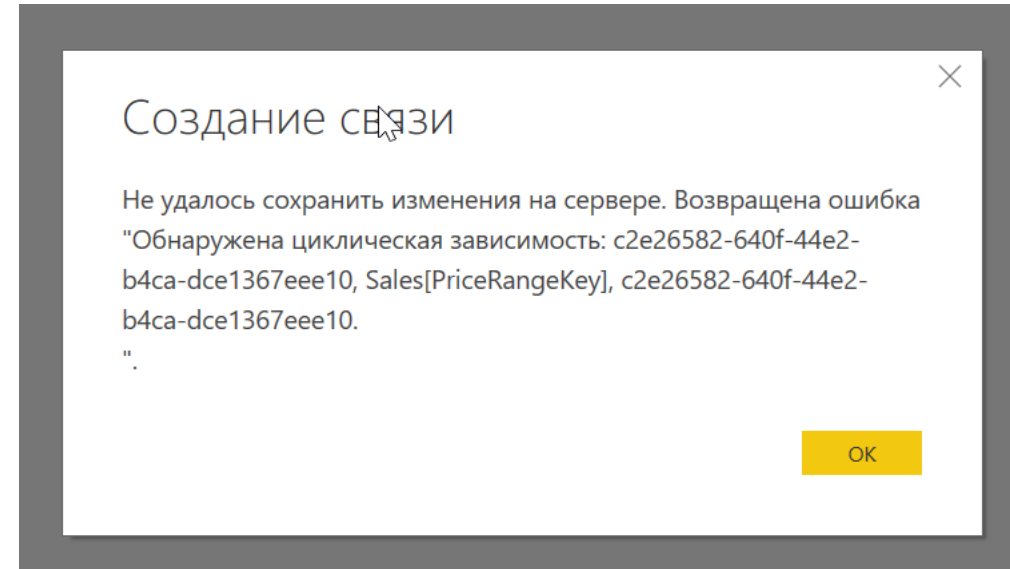 Создание связи
Не удалось сохранить изменения на сервере. Возвращена ошибка
"Обнаружена циклическая зависимость: c2e26582-640f-44e2-
b4ca-dce1367eee10, Sales[PriceRangeKey], c2e26582-640f-44e2-
b4ca-dce1367eee10.
".
ОК